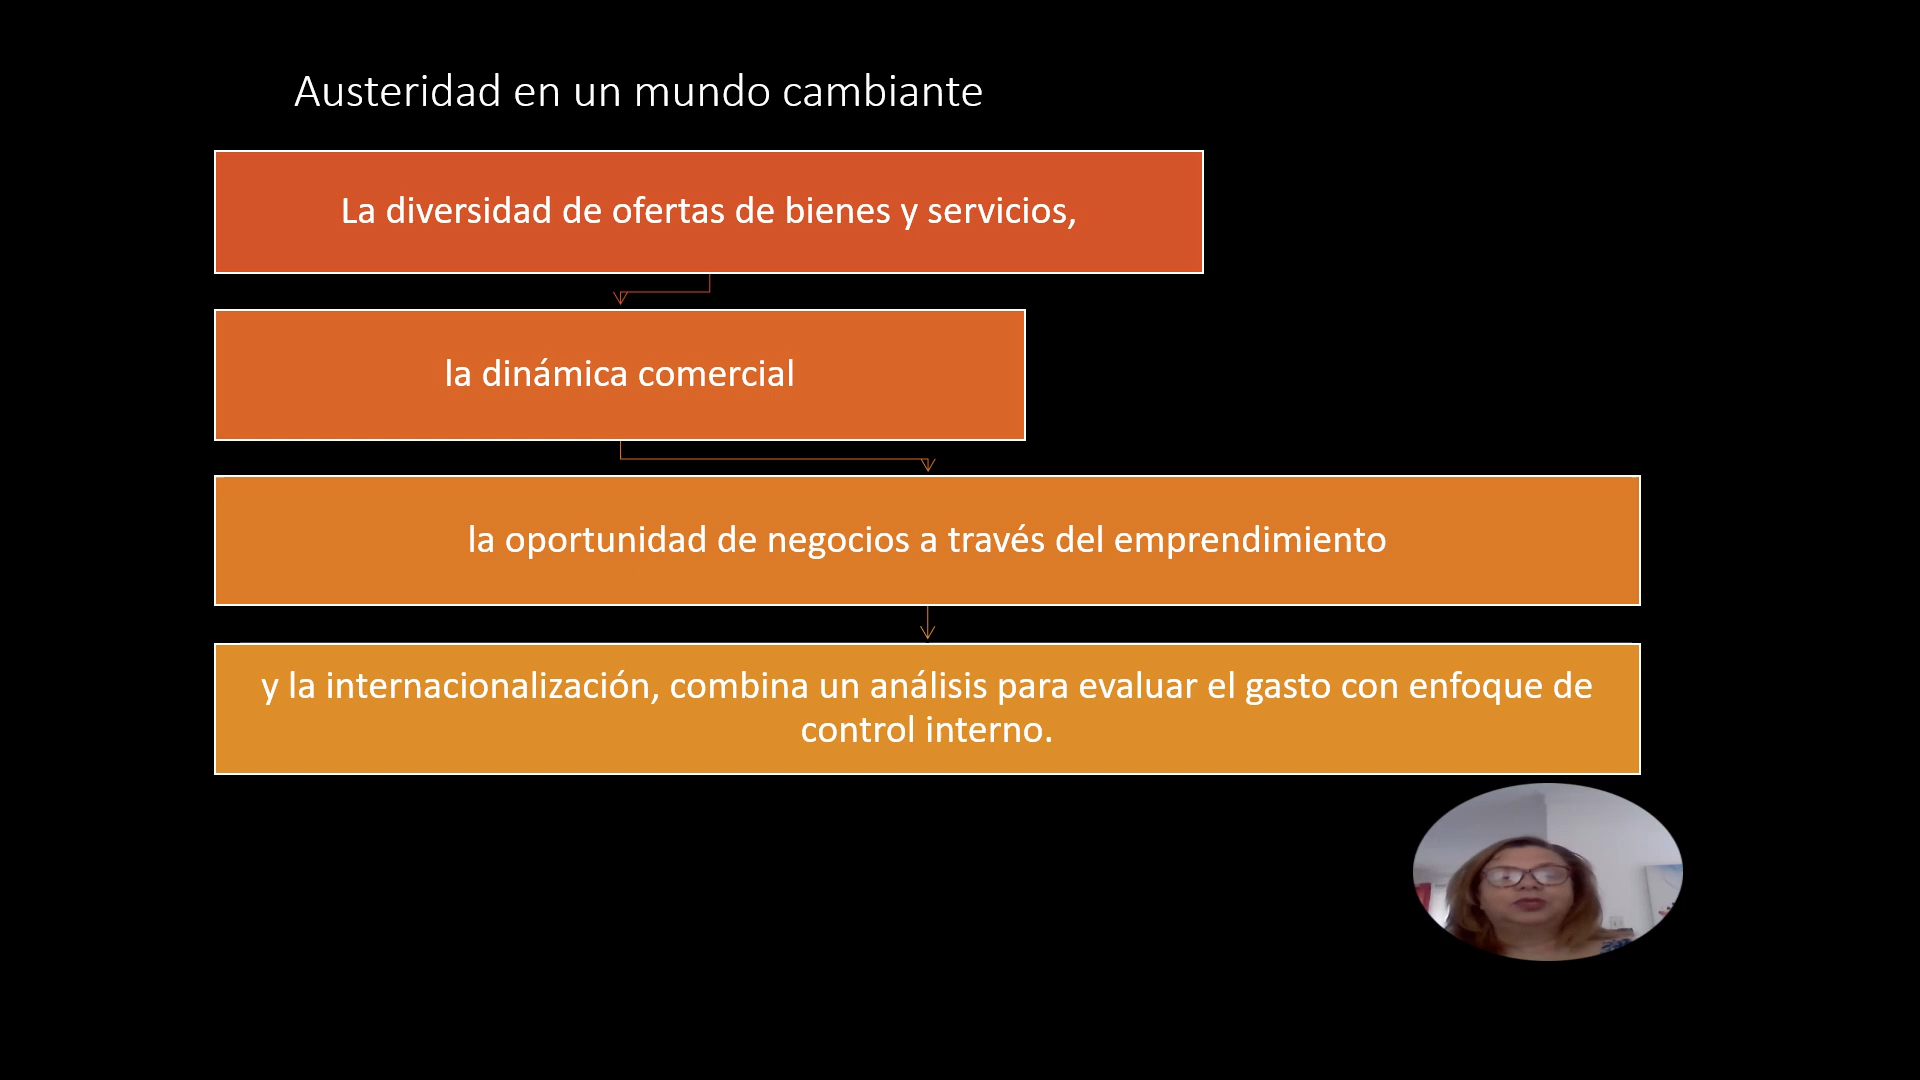 Austeridad en un mundo cambiante
La diversidad de ofertas de bienes y servicios,
la dinámica comercial
la oportunidad de negocios a través del emprendimiento
y la internacionalización, combina un análisis para evaluar el gasto con enfoque de
control interno.